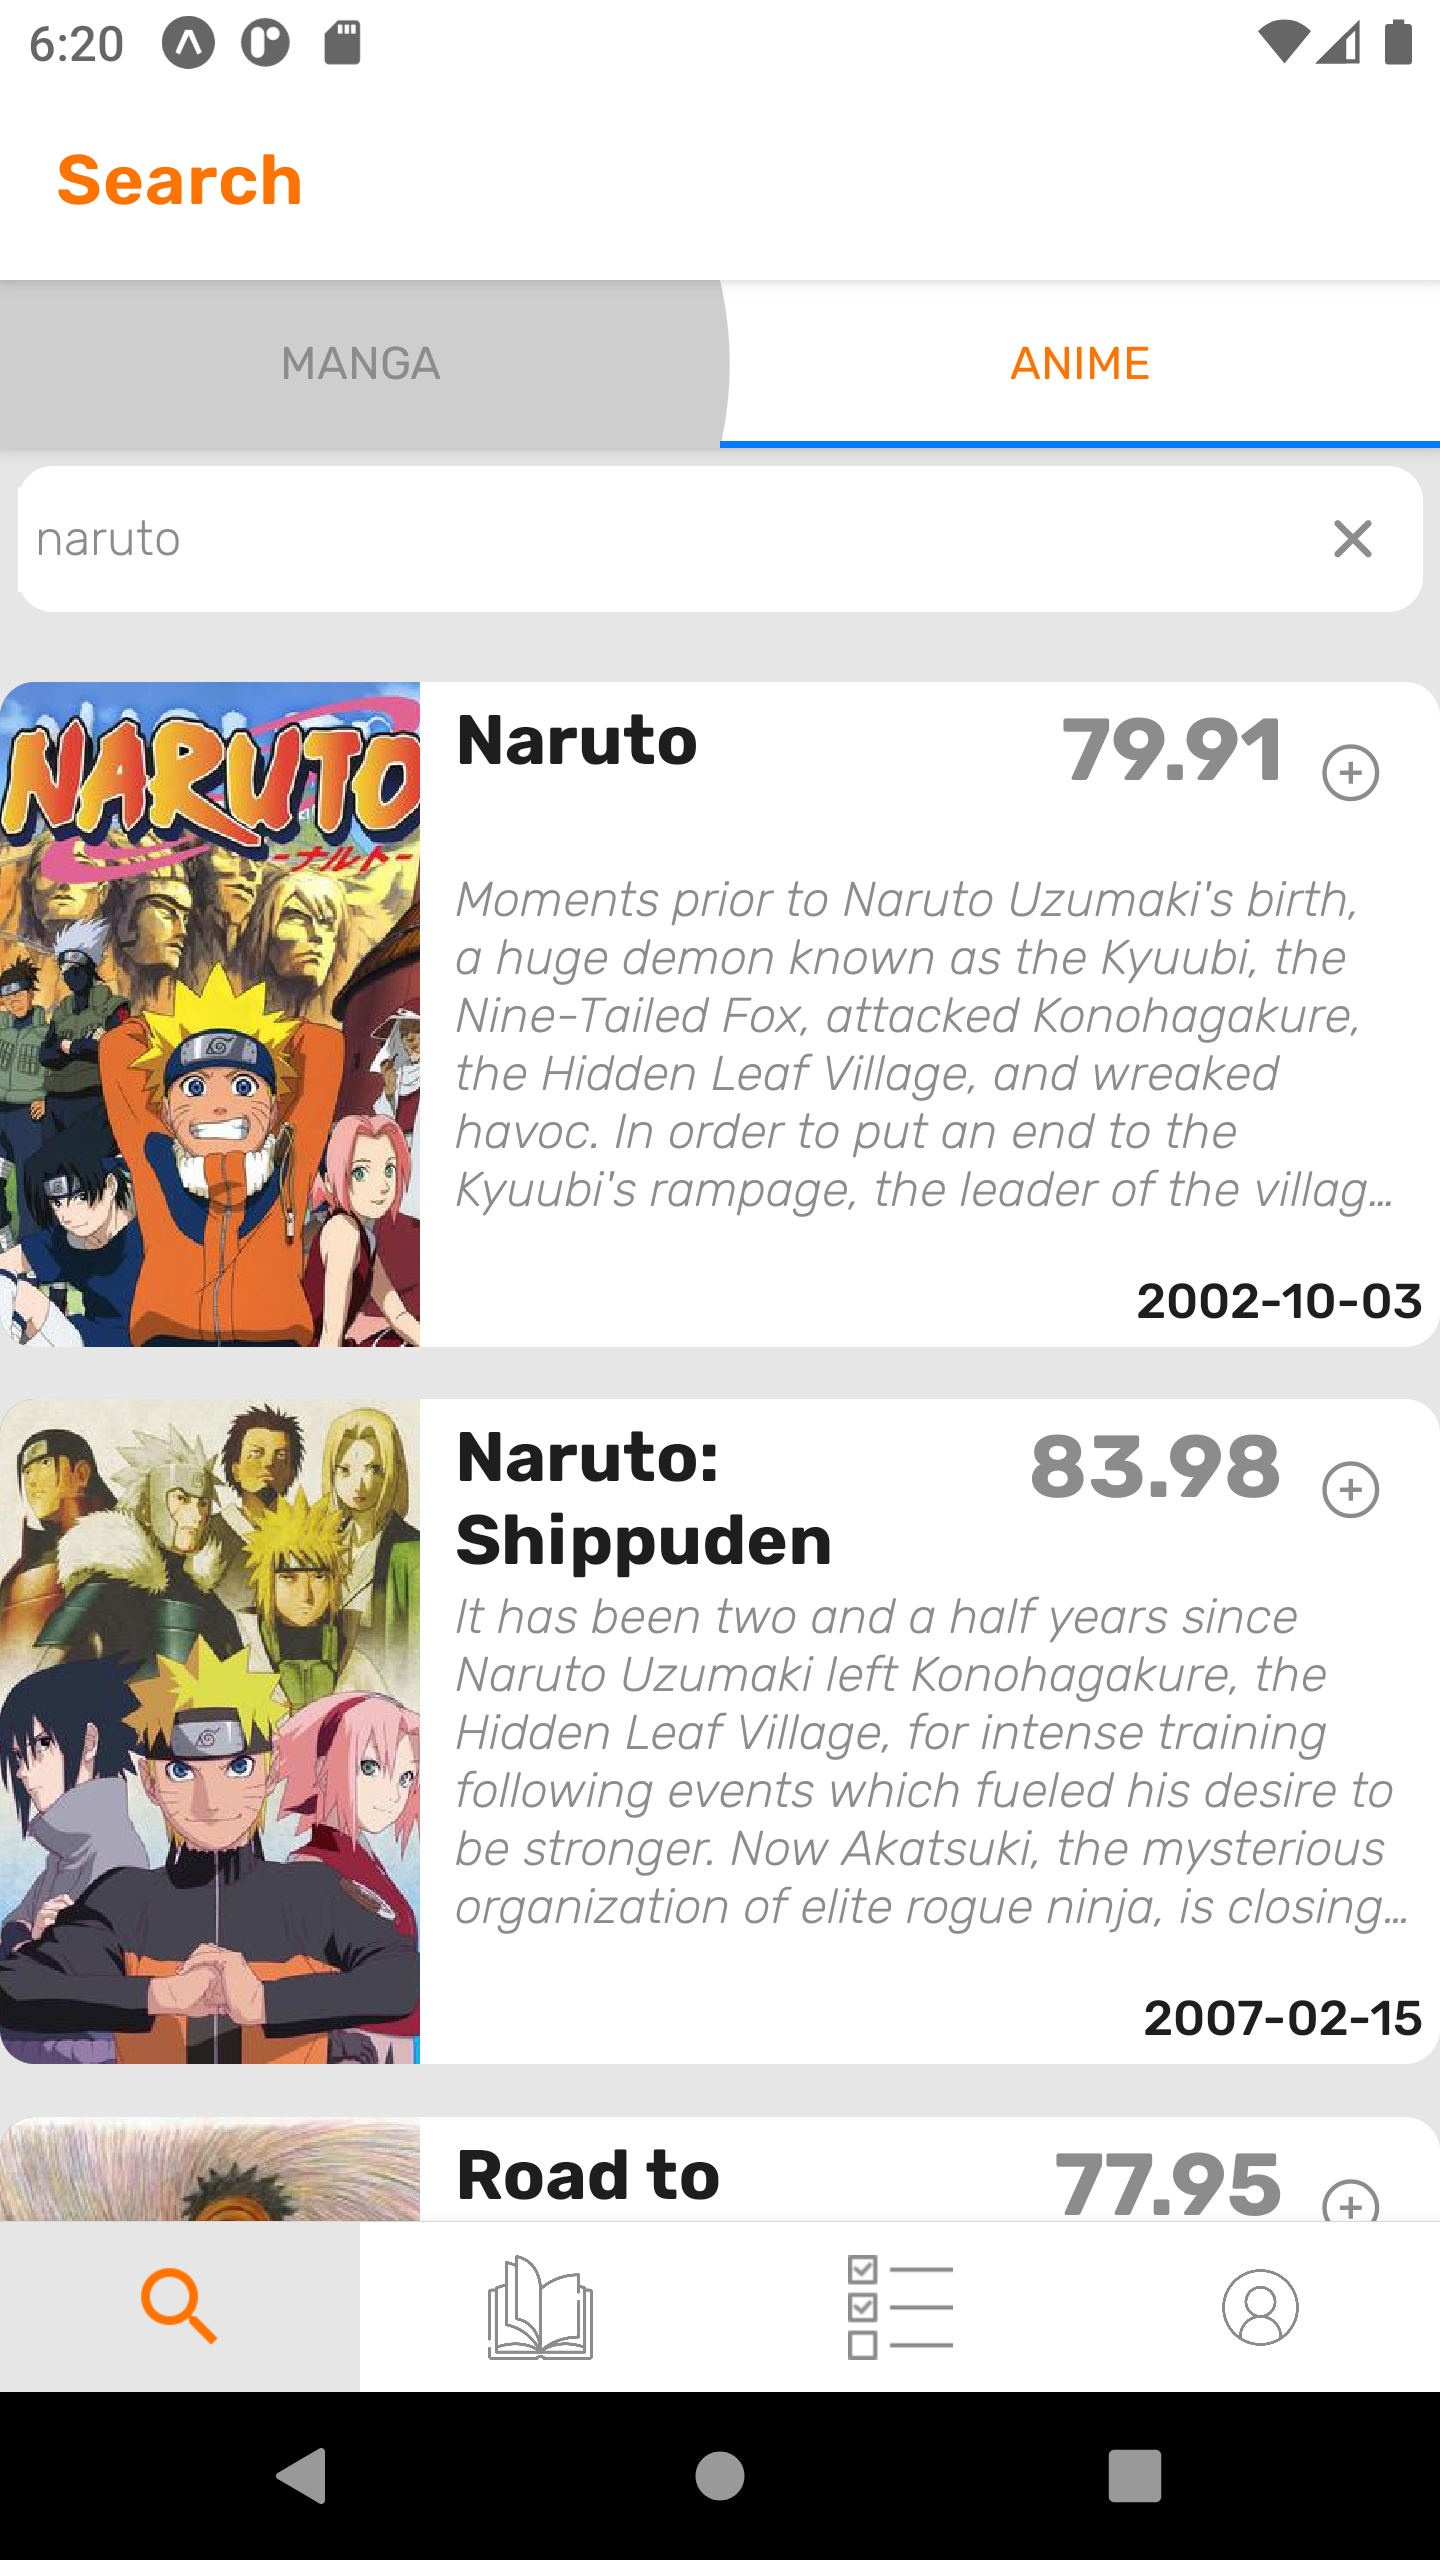 6:20
Search
MANGA
ANIME
naruto
NARUTO
-ナルト-
Naruto
79.91
Moments prior to Naruto Uzumaki's birth,
a huge demon known as the Kyuubi, the
Nine-Tailed Fox, attacked Konohagakure,
the Hidden Leaf Village, and wreaked
havoc. In order to put an end to the
Kyuubi's rampage, the leader of the villag...
2002-10-03
Naruto:
Shippuden
83.98
It has been two and a half years since
Naruto Uzumaki left Konohagakure, the
Hidden Leaf Village, for intense training
following events which fueled his desire to
be stronger. Now Akatsuki, the mysterious
organization of elite rogue ninja, is closing...
2007-02-15
Road to
77.95